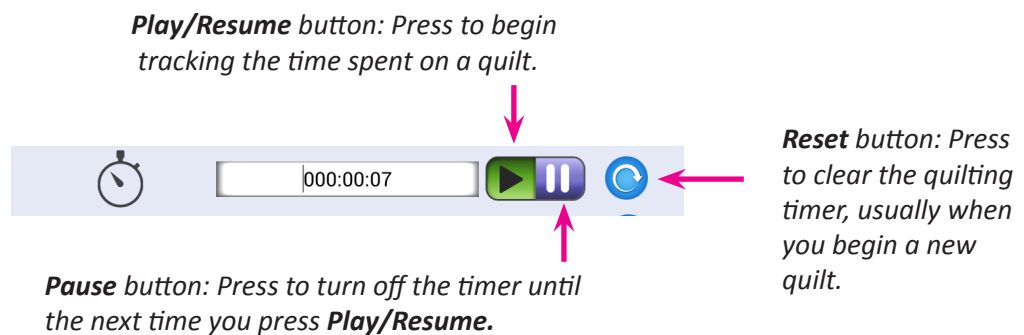 Play/Resume button: Press to begin
tracking the time spent on a quilt.
000:00:07
Reset button: Press
to clear the quilting
timer, usually when
you begin a new
quilt.
Pause button: Press to turn off the timer until
the next time you press Play/Resume.